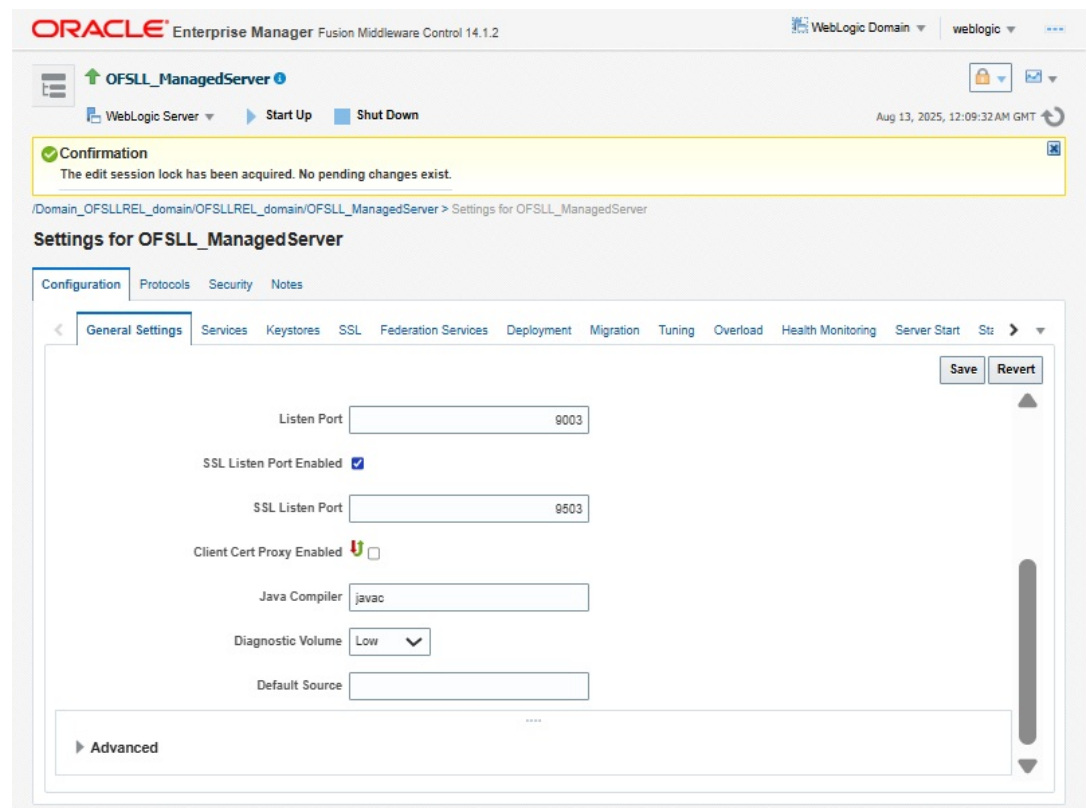 ORACLE® Enterprise Manager Fusion Middleware Control 14.1.2 WebLogic Domain weblogic
OFSLL_ManagedServer
WebLogic Server Start Up Shut Down Aug 13, 2025, 12:09:32 AM GMT
Confirmation
The edit session lock has been acquired. No pending changes exist.
/Domain_OFSLLREL_domain/OFSLLREL_domain/OFSLL_ManagedServer > Settings for OFSLL_ManagedServer
Settings for OFSLL_ManagedServer
Configuration Protocols Security Notes
General Settings Services Keystores SSL Federation Services Deployment Migration Tuning Overload Health Monitoring Server Start Sta
Save Revert
Listen Port 9003
SSL Listen Port Enabled
SSL Listen Port 9503
Client Cert Proxy Enabled
Java Compiler javac
Diagnostic Volume Low
Default Source
Advanced